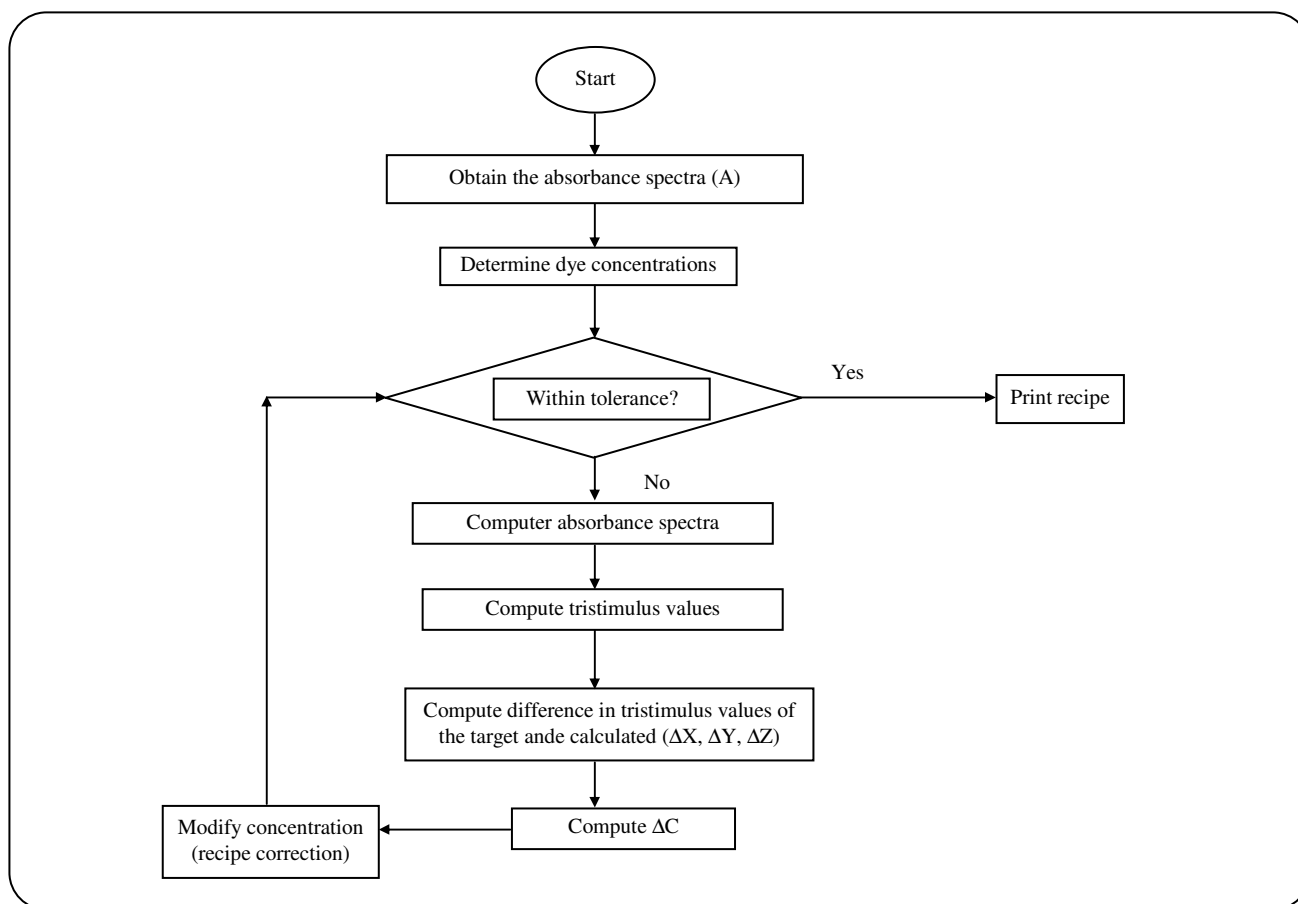 Start
Obtain the absorbance spectra (A)
Determine dye concentrations
Within tolerance?
Yes
Print recipe
No
Computer absorbance spectra
Compute tristimulus values
Compute difference in tristimulus values of
the target ande calculated (ΔX, ΔY, ΔZ)
Compute ΔC
Modify concentration
(recipe correction)